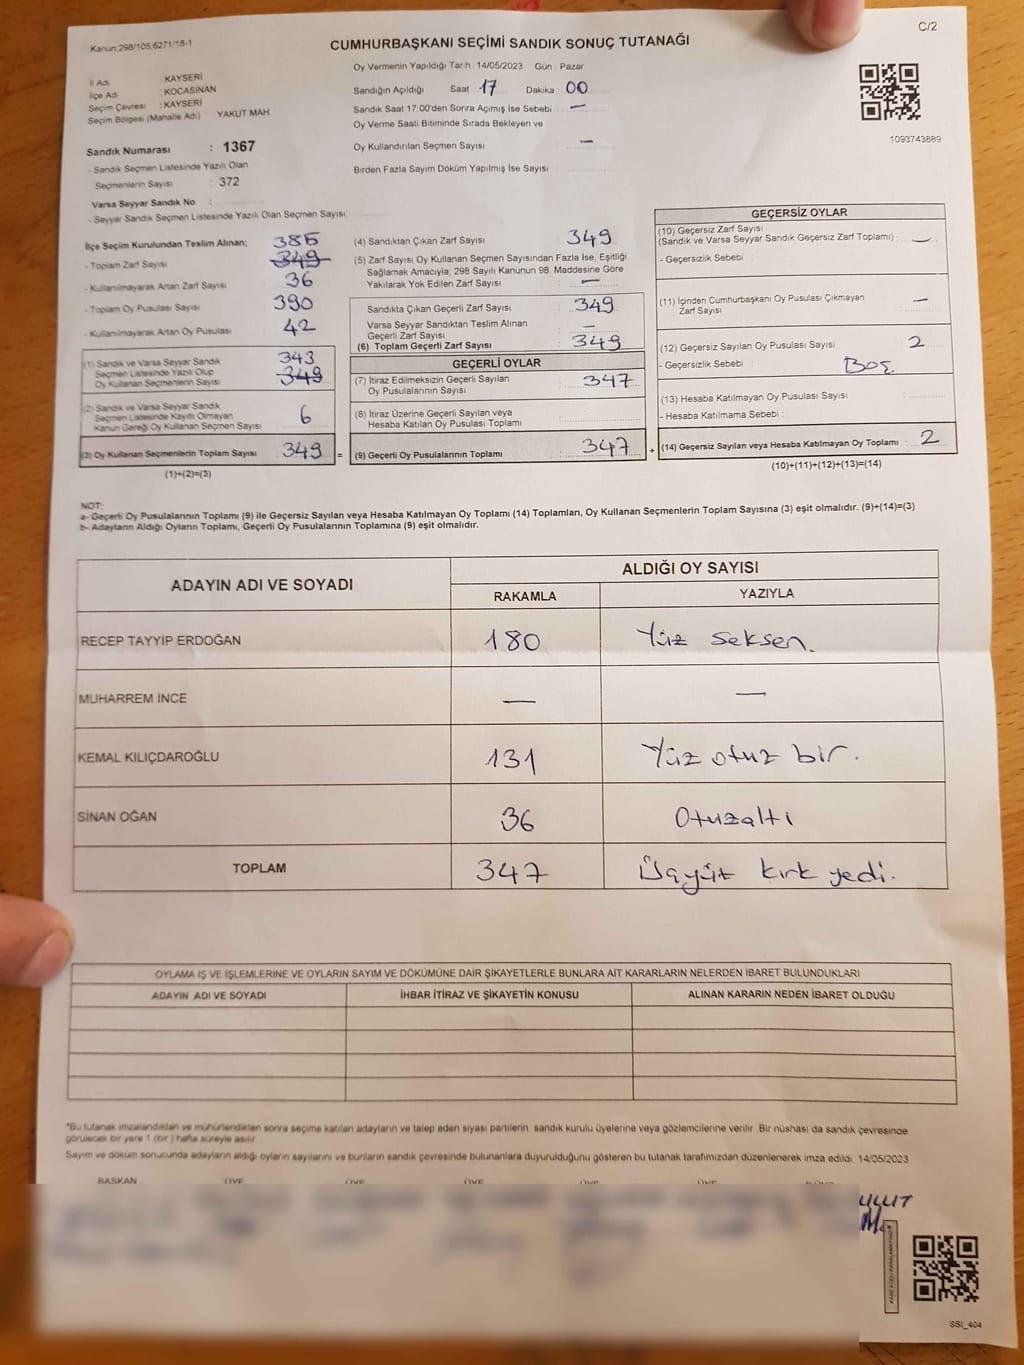 Kanun:298/105;6271/18-1
C/2
CUMHURBAŞKANI SEÇİMİ SANDIK SONUÇ TUTANAĞI
İl Adı : KAYSERİ
İlçe Adı : KOCASİNAN
Seçim Çevresi : KAYSERİ
Seçim Bölgesi (Mahalle Adı) YAKUT MAH
Sandık Numarası : 1367
- Sandık Seçmen Listesinde Yazılı Olan
Seçmenlerin Sayısı : 372
Varsa Seyyar Sandık No :
- Seyyar Sandık Seçmen Listesinde Yazılı Olan Seçmen Sayısı:
Oy Vermenin Yapıldığı Tarih : 14/05/2023 Gün : Pazar
Sandığın Açıldığı Saat : 17 Dakika : 00
Sandık Saat 17:00'den Sonra Açımış İse Sebebi : —
Oy Verme Saati Bitiminde Sırada Bekleyen ve
Oy Kullandırılan Seçmen Sayısı : —
Birden Fazla Sayım Döküm Yapılmış İse Sayısı :
1093743889
İlçe Seçim Kurulundan Teslim Alınan; 385
- Toplam Zarf Sayısı : 349
- Kullanılmayarak Artan Zarf Sayısı : 36
- Toplam Oy Pusulası Sayısı : 390
- Kullanılmayarak Artan Oy Pusulası : 42
(1) Sandık ve Varsa Seyyar Sandık 343
Seçmen Listesinde Yazılı Olup 349
Oy Kullanan Seçmenlerin Sayısı
(2) Sandık ve Varsa Seyyar Sandık
Seçmen Listesinde Kaydı Olmayan 6
Kanun Gereği Oy Kullanan Seçmen Sayısı :
(3) Oy Kullanan Seçmenlerin Toplam Sayısı : 349 =
(1)+(2)=(3)
(4) Sandıktan Çıkan Zarf Sayısı : 349
(5) Zarf Sayısı Oy Kullanan Seçmen Sayısından Fazla İse, Eşitliği
Sağlamak Amacıyla; 298 Sayılı Kanunun 98. Maddesine Göre
Yakılarak Yok Edilen Zarf Sayısı : —
Sandıkta Çıkan Geçerli Zarf Sayısı : 349
Varsa Seyyar Sandıktan Teslim Alınan
Geçerli Zarf Sayısı : —
(6) Toplam Geçerli Zarf Sayısı : 349
GEÇERLİ OYLAR
(7) İtiraz Edilmeksizin Geçerli Sayılan
Oy Pusulasının Sayısı : 347
(8) İtiraz Üzerine Geçerli Sayılan veya
Hesaba Katılan Oy Pusulası Toplamı :
(9) Geçerli Oy Pusulalarının Toplamı : 347 +
GEÇERSİZ OYLAR
(10) Geçersiz Zarf Sayısı
(Sandık ve Varsa Seyyar Sandık Geçersiz Zarf Toplamı) : —
- Geçersizlik Sebebi :
(11) İçinden Cumhurbaşkanı Oy Pusulası Çıkmayan
Zarf Sayısı : —
(12) Geçersiz Sayılan Oy Pusulası Sayısı : 2
- Geçersizlik Sebebi : Boş.
(13) Hesaba Katılmayan Oy Pusulası Sayısı :
- Hesaba Katılmama Sebebi :
(14) Geçersiz Sayılan veya Hesaba Katılmayan Oy Toplamı : 2
(10)+(11)+(12)+(13)=(14)
NOT:
a- Geçerli Oy Pusulalarının Toplamı (9) ile Geçersiz Sayılan veya Hesaba Katılmayan Oy Toplamı (14) Toplamları, Oy Kullanan Seçmenlerin Toplam Sayısına (3) eşit olmalıdır. (9)+(14)=(3)
b- Adayların Aldığı Oyların Toplamı, Geçerli Oy Pusulalarının Toplamına (9) eşit olmalıdır.
ADAYIN ADI VE SOYADI ALDIĞI OY SAYISI
RAKAMLA YAZIYLA
RECEP TAYYİP ERDOĞAN 180 Yüz seksen.
MUHARREM İNCE — —
KEMAL KILIÇDAROĞLU 131 Yüz otuz bir.
SİNAN OĞAN 36 Otuzaltı
TOPLAM 347 Üçyüz kırk yedi.
OYLAMA İŞ VE İŞLEMLERİNE VE OYLARIN SAYIM VE DÖKÜMÜNE DAİR ŞİKAYETLERLE BUNLARA AİT KARARLARIN NELERDEN İBARET BULUNDUKLARI
ADAYIN ADI VE SOYADI İHBAR İTİRAZ VE ŞİKAYETİN KONUSU ALINAN KARARIN NEDEN İBARET OLDUĞU
*Bu tutanak imzalandıktan ve mühürlendikten sonra seçime katılan adayların ve talep eden siyasi partilerin sandık kurulu üyelerine veya gözlemcilerine verilir. Bir nüshası da sandık çevresinde
görülecek bir yere 1 (bir ) hafta süreyle asılır.
Sayım ve döküm sonucunda adayların aldığı oyların sayılarını ve bunların sandık çevresinde bulunanlara duyurulduğunu gösteren bu tutanak tarafımızdan düzenlenerek imza edildi. 14/05/2023
BAŞKAN ÜYE ÜYE ÜYE ÜYE ÜYE
SSI_404